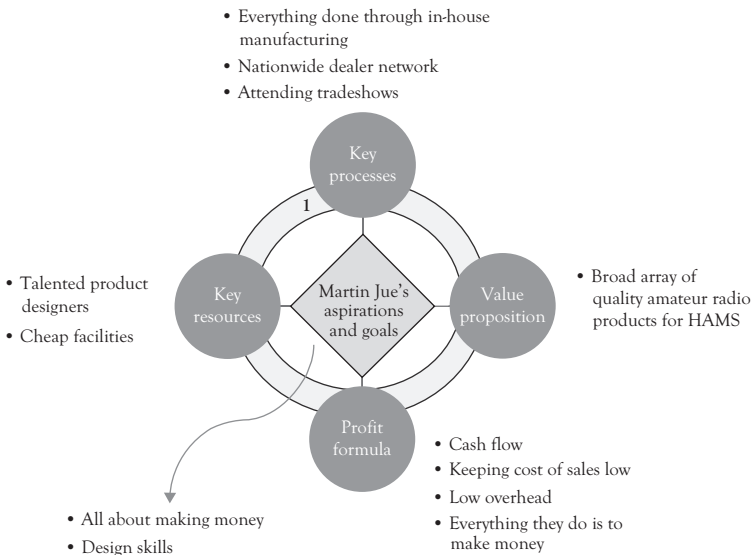 • Everything done through in-house
manufacturing
• Nationwide dealer network
• Attending tradeshows
Key
processes
1
• Talented product
designers
• Cheap facilities
Key
resources
Martin Jue's
aspirations
and goals
Value
proposition
• Broad array of
quality amateur radio
products for HAMS
Profit
formula
• Cash flow
• Keeping cost of sales low
• Low overhead
• Everything they do is to
make money
• All about making money
• Design skills